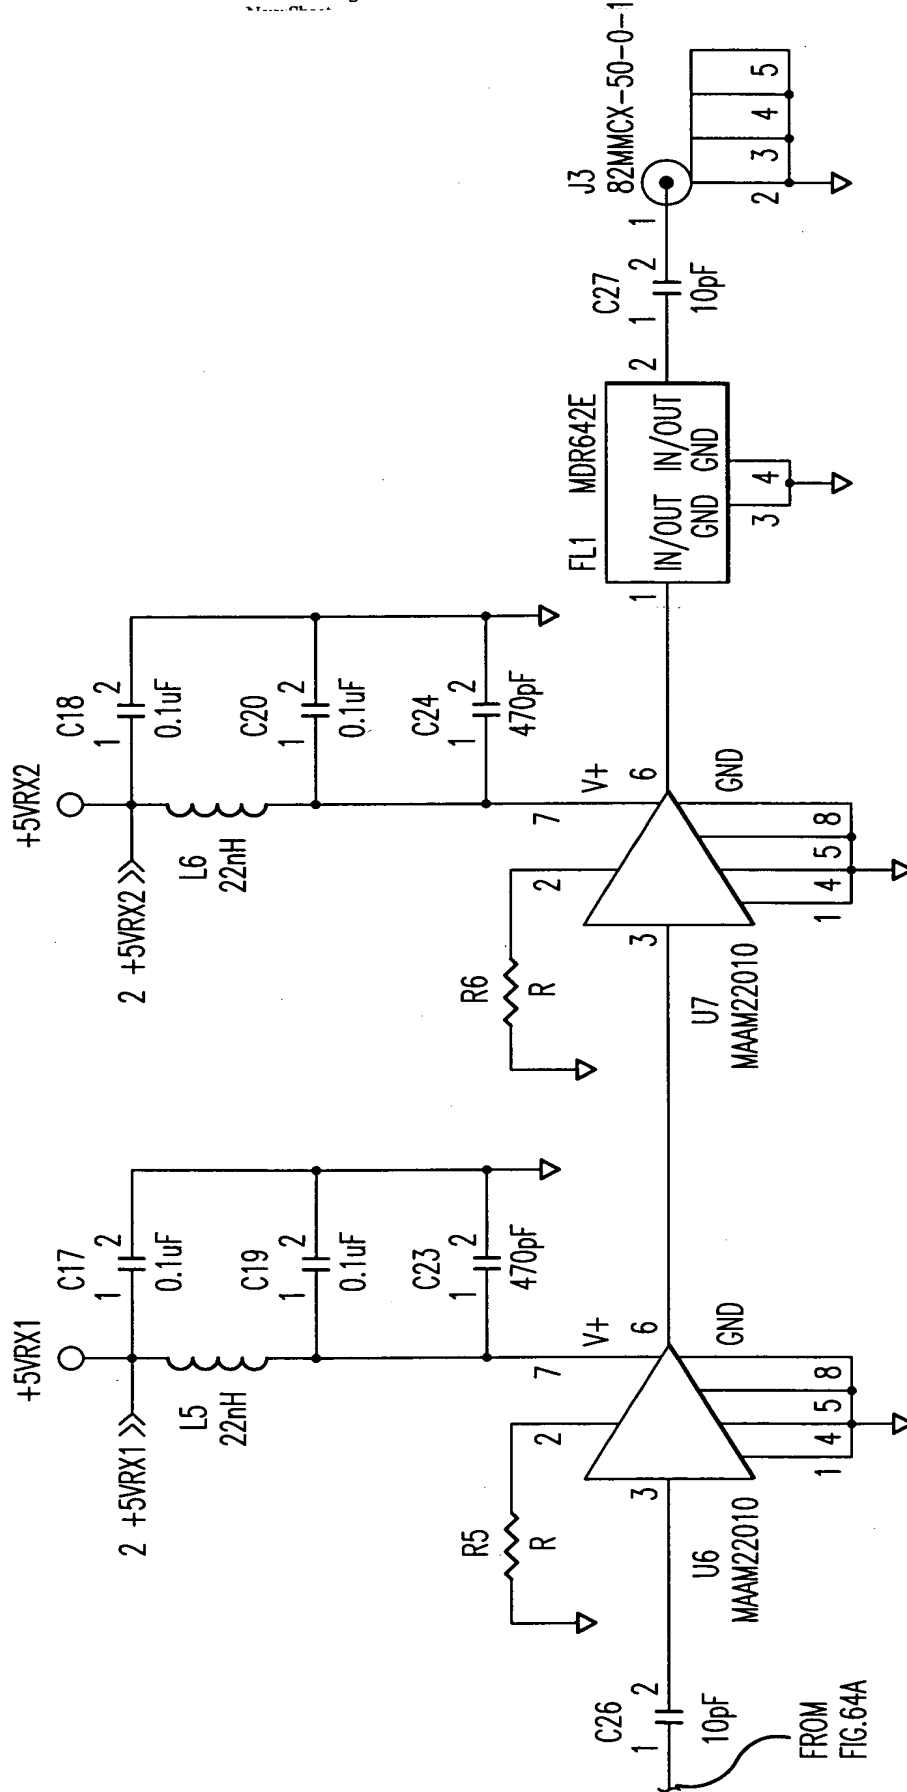 +5VRX1
2 +5VRX1
C17
1 2
0.1uF
L5
22nH
C19
1 2
0.1uF
C23
1 2
470pF
R5
R
2
7
V+
3
6
GND
1 4 5 8
U6
MAAM22010
C26
1 2
10pF
FROM
FIG.64A
+5VRX2
2 +5VRX2
C18
1 2
0.1uF
L6
22nH
C20
1 2
0.1uF
C24
1 2
470pF
R6
R
2
7
V+
3
6
GND
1 4 5 8
U7
MAAM22010
FL1 MDR642E
1
IN/OUT IN/OUT
GND GND
2
3 4
C27
1 2
10pF
J3
82MMCX-50-0-1
1
2 3 4 5